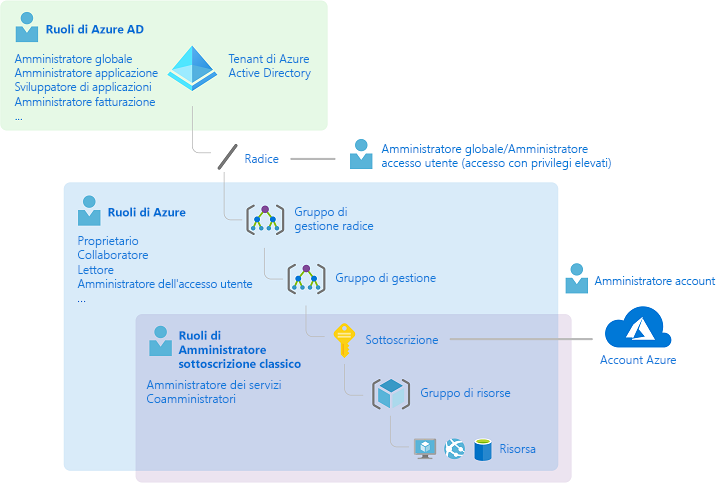 Ruoli di Azure AD
Amministratore globale
Amministratore applicazione
Sviluppatore di applicazioni
Amministratore fatturazione
...
Tenant di Azure
Active Directory
Radice
Amministratore globale/Amministratore
accesso utente (accesso con privilegi elevati)
Ruoli di Azure
Proprietario
Collaboratore
Lettore
Amministratore dell'accesso utente
...
Gruppo di
gestione radice
Gruppo di gestione
Amministratore account
Ruoli di
Amministratore
sottoscrizione classico
Amministratore dei servizi
Coamministratori
Sottoscrizione
Account Azure
Gruppo di risorse
Risorsa